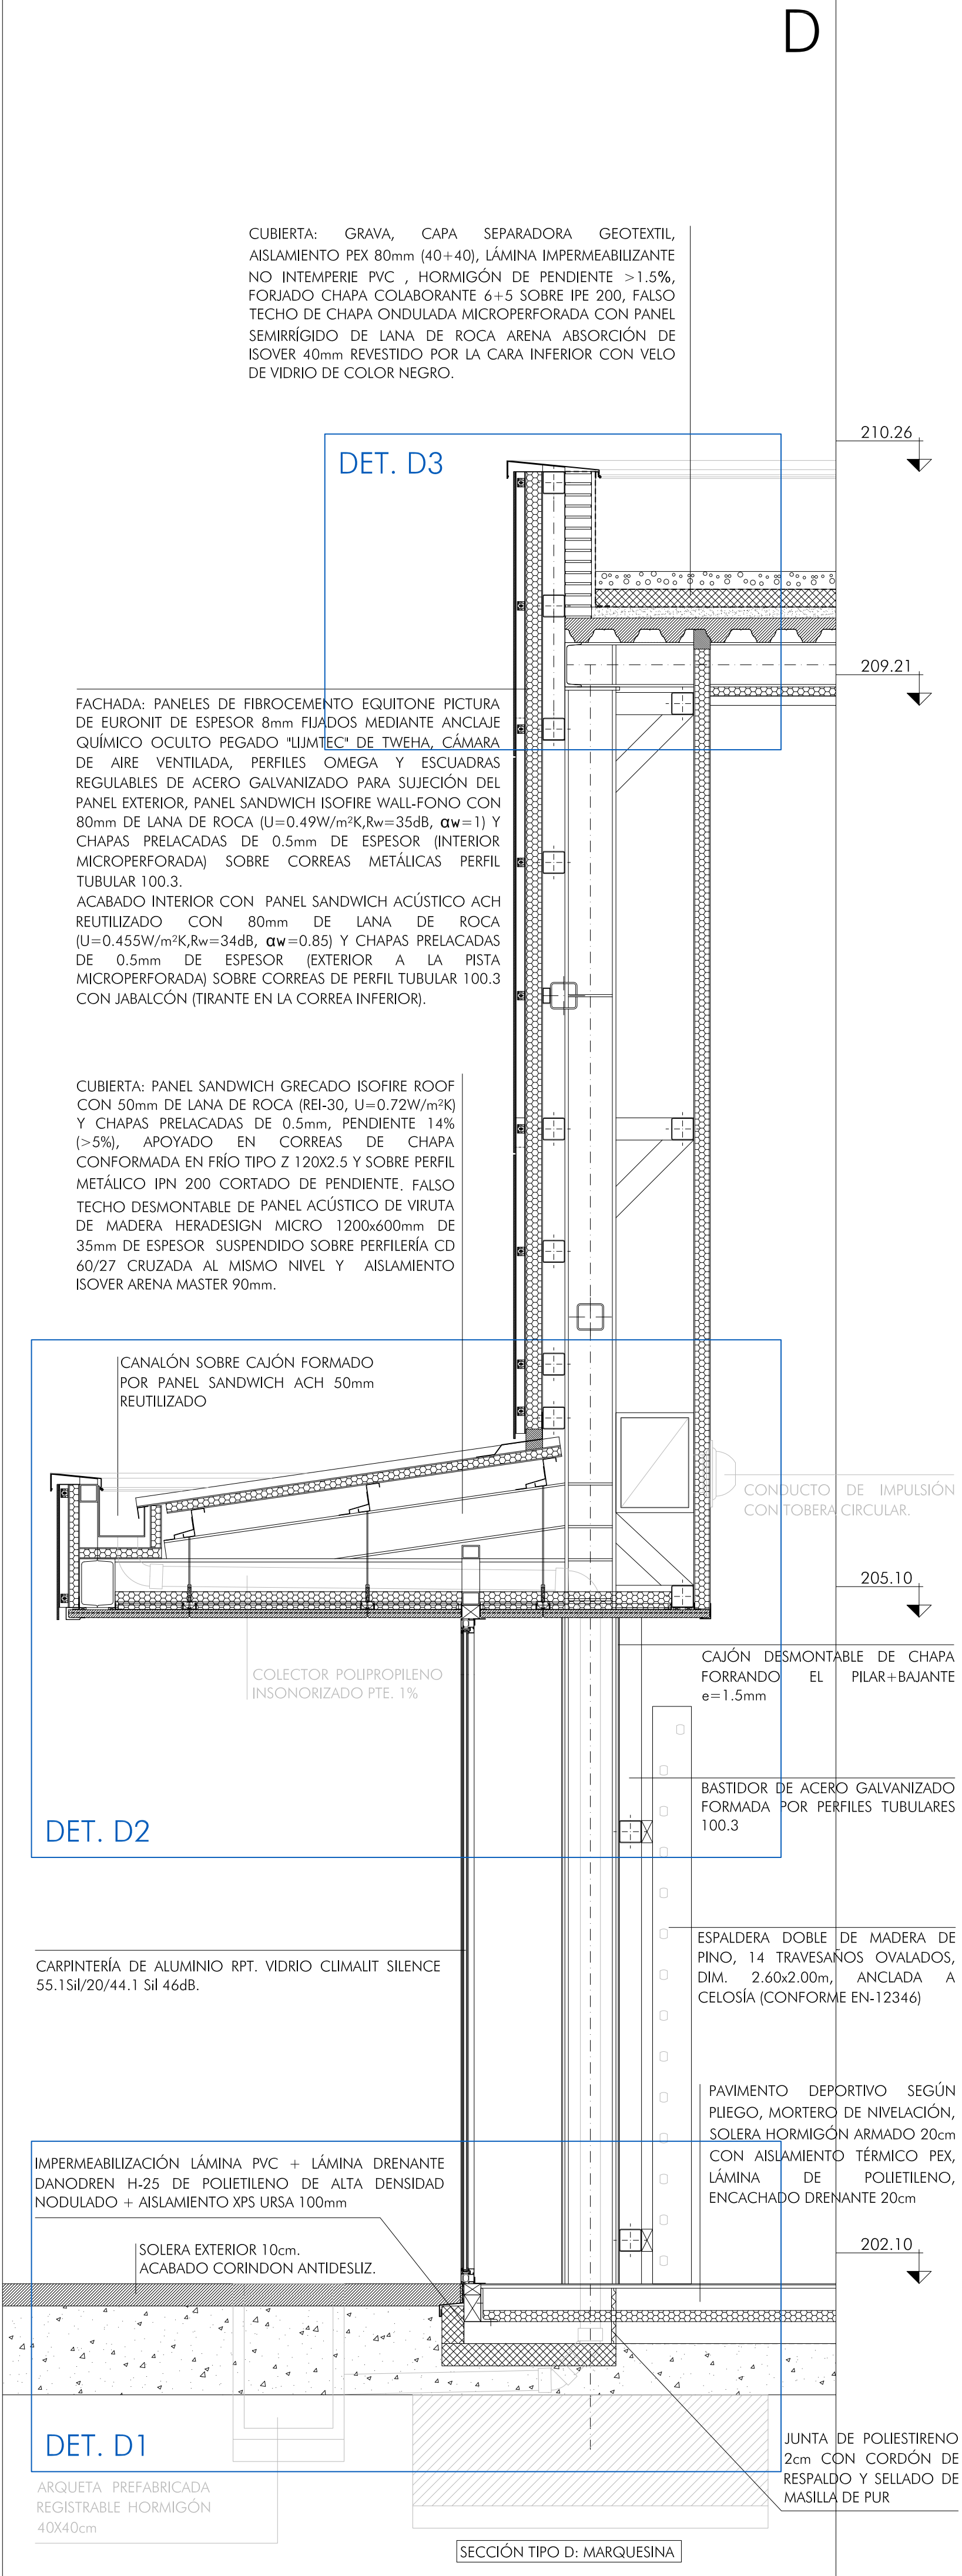 D
CUBIERTA: GRAVA, CAPA SEPARADORA GEOTEXTIL,
AISLAMIENTO PEX 80mm (40+40), LÁMINA IMPERMEABILIZANTE
NO INTEMPERIE PVC , HORMIGÓN DE PENDIENTE >1.5%,
FORJADO CHAPA COLABORANTE 6+5 SOBRE IPE 200, FALSO
TECHO DE CHAPA ONDULADA MICROPERFORADA CON PANEL
SEMIRRÍGIDO DE LANA DE ROCA ARENA ABSORCIÓN DE
ISOVER 40mm REVESTIDO POR LA CARA INFERIOR CON VELO
DE VIDRIO DE COLOR NEGRO.
210.26
DET. D3
209.21
FACHADA: PANELES DE FIBROCEMENTO EQUITONE PICTURA
DE EURONIT DE ESPESOR 8mm FIJADOS MEDIANTE ANCLAJE
QUÍMICO OCULTO PEGADO "LIJMTEC" DE TWEHA, CÁMARA
DE AIRE VENTILADA, PERFILES OMEGA Y ESCUADRAS
REGULABLES DE ACERO GALVANIZADO PARA SUJECIÓN DEL
PANEL EXTERIOR, PANEL SANDWICH ISOFIRE WALL-FONO CON
80mm DE LANA DE ROCA (U=0.49W/m²K,Rw=35dB, αw=1) Y
CHAPAS PRELACADAS DE 0.5mm DE ESPESOR (INTERIOR
MICROPERFORADA) SOBRE CORREAS METÁLICAS PERFIL
TUBULAR 100.3.
ACABADO INTERIOR CON PANEL SANDWICH ACÚSTICO ACH
REUTILIZADO CON 80mm DE LANA DE ROCA
(U=0.455W/m²K,Rw=34dB, αw=0.85) Y CHAPAS PRELACADAS
DE 0.5mm DE ESPESOR (EXTERIOR A LA PISTA
MICROPERFORADA) SOBRE CORREAS DE PERFIL TUBULAR 100.3
CON JABALCÓN (TIRANTE EN LA CORREA INFERIOR).
CUBIERTA: PANEL SANDWICH GRECADO ISOFIRE ROOF
CON 50mm DE LANA DE ROCA (REI-30, U=0.72W/m²K)
Y CHAPAS PRELACADAS DE 0.5mm, PENDIENTE 14%
(>5%), APOYADO EN CORREAS DE CHAPA
CONFORMADA EN FRÍO TIPO Z 120X2.5 Y SOBRE PERFIL
METÁLICO IPN 200 CORTADO DE PENDIENTE. FALSO
TECHO DESMONTABLE DE PANEL ACÚSTICO DE VIRUTA
DE MADERA HERADESIGN MICRO 1200x600mm DE
35mm DE ESPESOR SUSPENDIDO SOBRE PERFILERÍA CD
60/27 CRUZADA AL MISMO NIVEL Y AISLAMIENTO
ISOVER ARENA MASTER 90mm.
CANALÓN SOBRE CAJÓN FORMADO
POR PANEL SANDWICH ACH 50mm
REUTILIZADO
CONDUCTO DE IMPULSIÓN
CON TOBERA CIRCULAR.
205.10
COLECTOR POLIPROPILENO
INSONORIZADO PTE. 1%
CAJÓN DESMONTABLE DE CHAPA
FORRANDO EL PILAR+BAJANTE
e=1.5mm
BASTIDOR DE ACERO GALVANIZADO
FORMADA POR PERFILES TUBULARES
100.3
DET. D2
ESPALDERA DOBLE DE MADERA DE
PINO, 14 TRAVESAÑOS OVALADOS,
DIM. 2.60x2.00m, ANCLADA A
CELOSÍA (CONFORME EN-12346)
CARPINTERÍA DE ALUMINIO RPT. VIDRIO CLIMALIT SILENCE
55.1Sil/20/44.1 Sil 46dB.
PAVIMENTO DEPORTIVO SEGÚN
PLIEGO, MORTERO DE NIVELACIÓN,
SOLERA HORMIGÓN ARMADO 20cm
CON AISLAMIENTO TÉRMICO PEX,
LÁMINA DE POLIETILENO,
ENCACHADO DRENANTE 20cm
IMPERMEABILIZACIÓN LÁMINA PVC + LÁMINA DRENANTE
DANODREN H-25 DE POLIETILENO DE ALTA DENSIDAD
NODULADO + AISLAMIENTO XPS URSA 100mm
SOLERA EXTERIOR 10cm.
ACABADO CORINDON ANTIDESLIZ.
202.10
DET. D1
JUNTA DE POLIESTIRENO
2cm CON CORDÓN DE
RESPALDO Y SELLADO DE
MASILLA DE PUR
ARQUETA PREFABRICADA
REGISTRABLE HORMIGÓN
40X40cm
SECCIÓN TIPO D: MARQUESINA